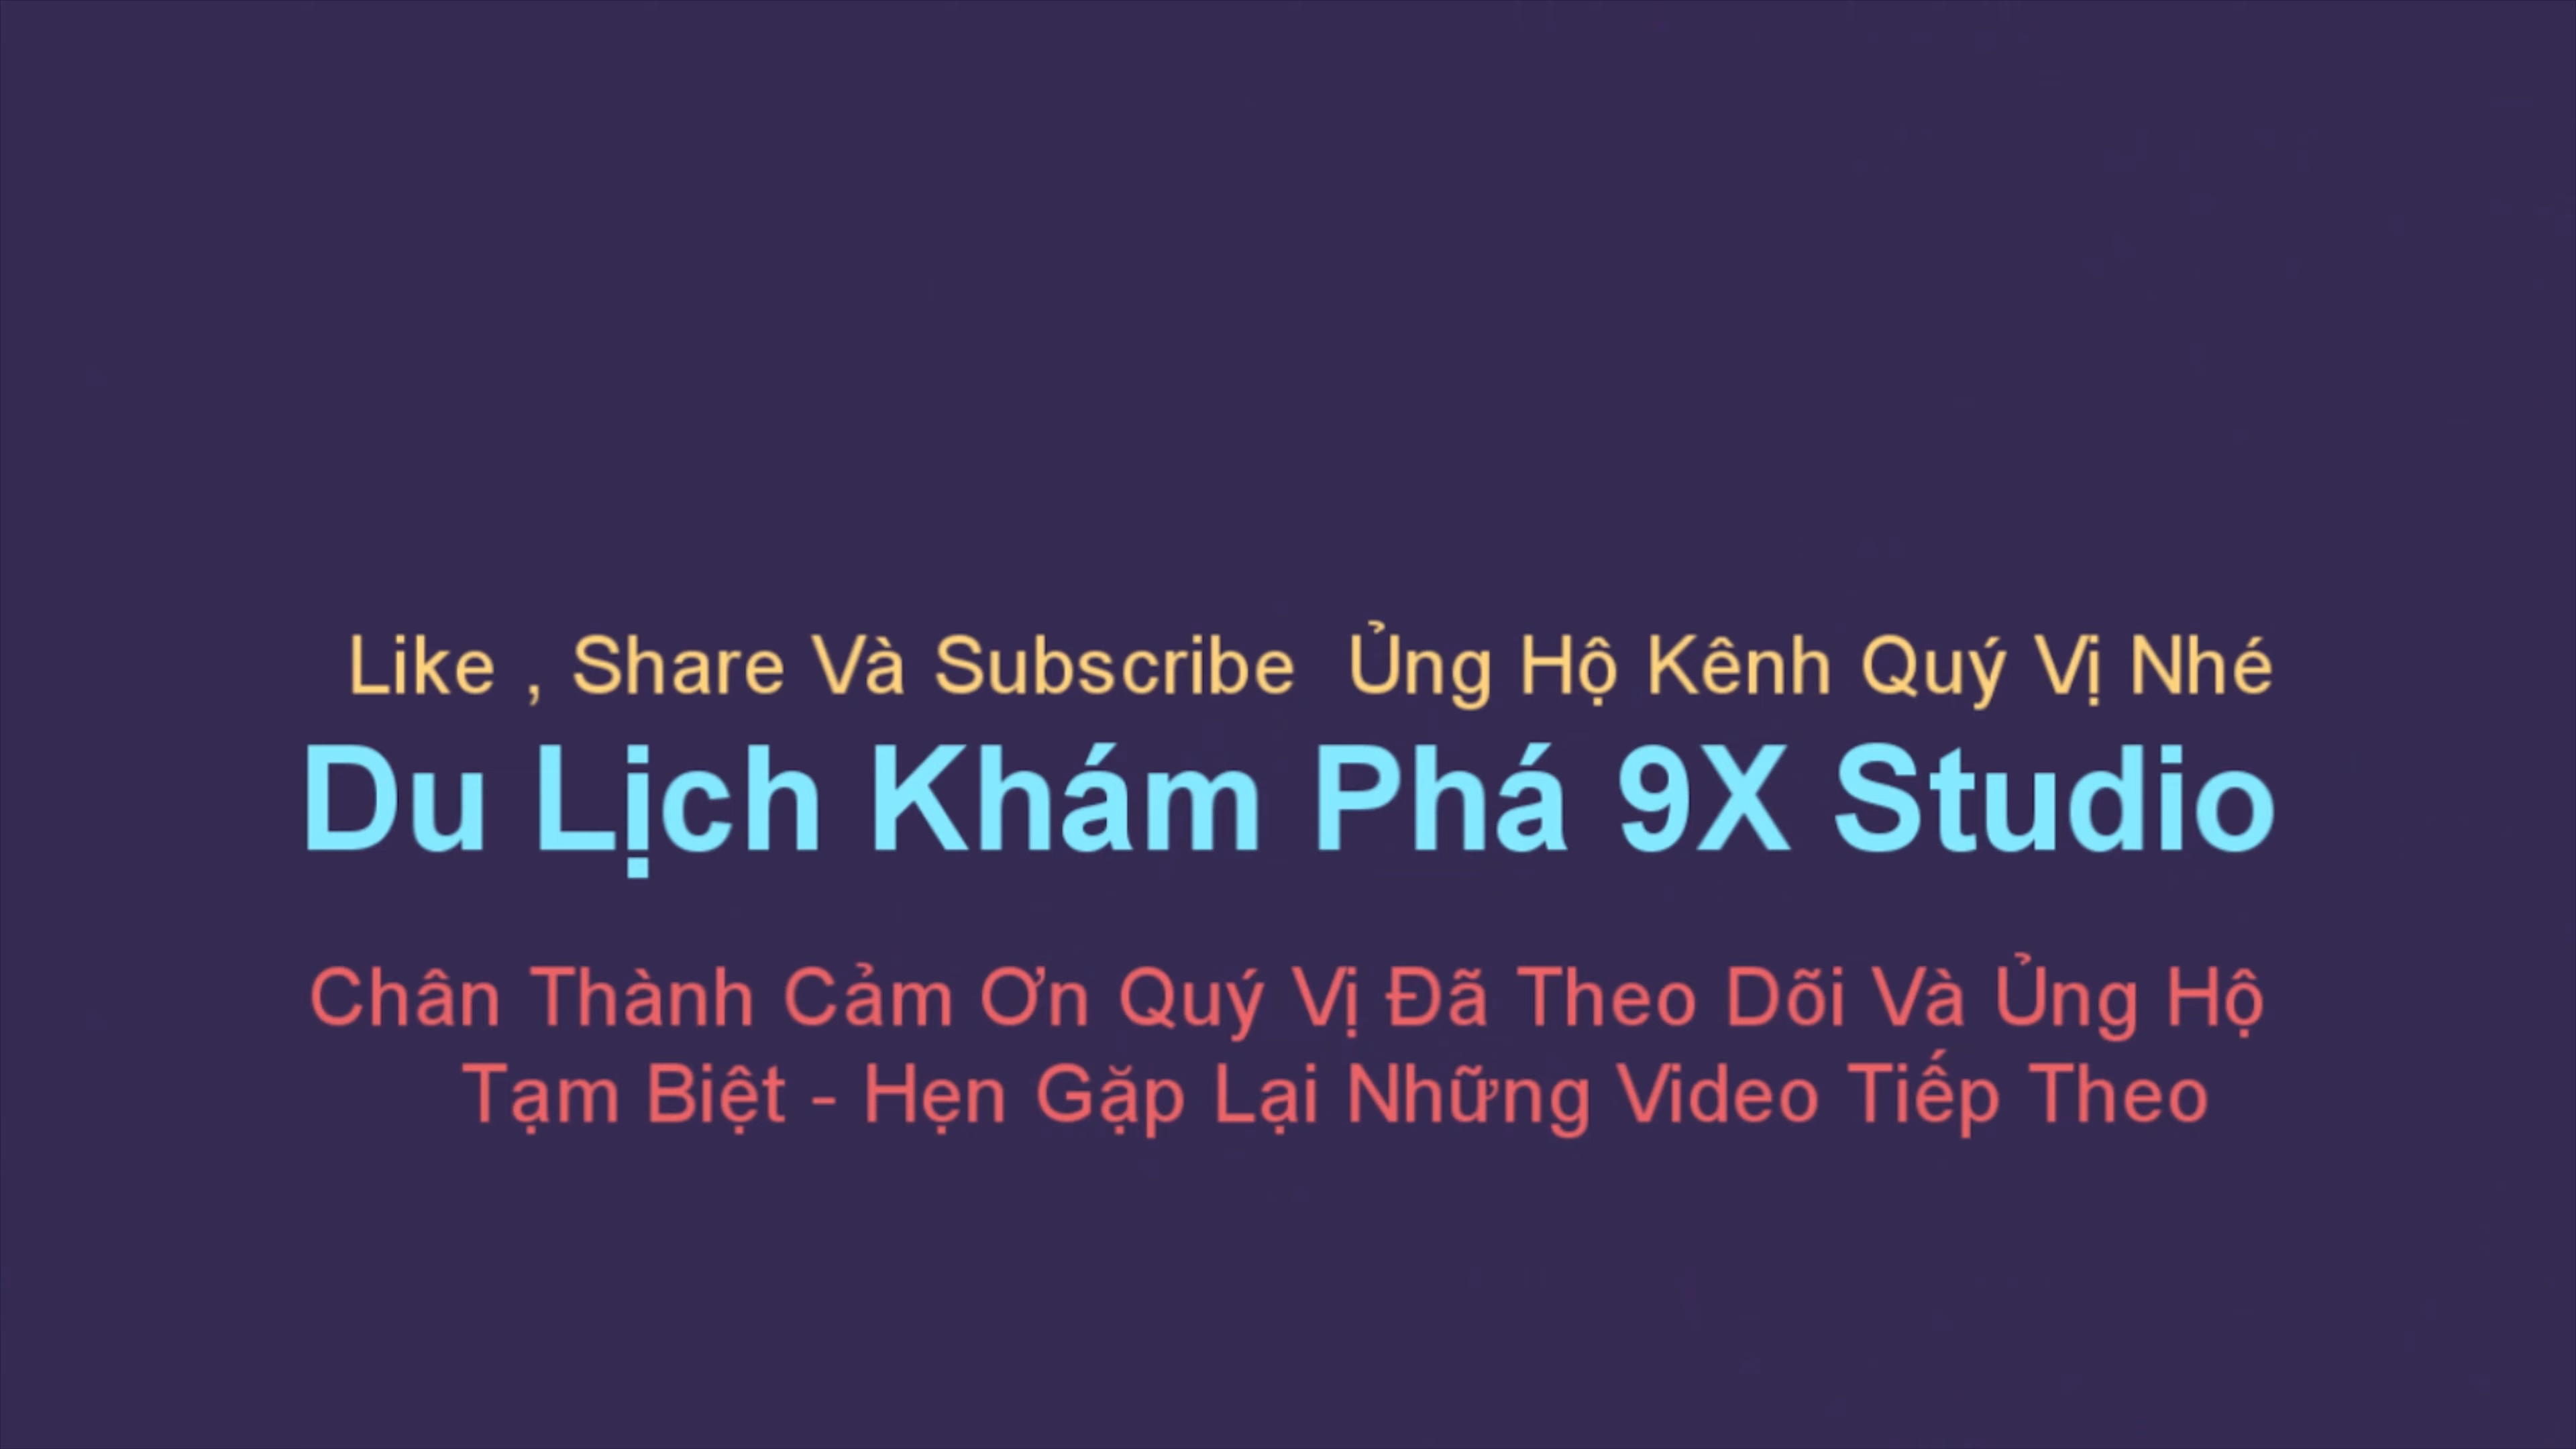 Like , Share Và Subscribe  Ủng Hộ Kênh Quý Vị Nhé
Du Lịch Khám Phá 9X Studio
Chân Thành Cảm Ơn Quý Vị Đã Theo Dõi Và Ủng Hộ
Tạm Biệt - Hẹn Gặp Lại Những Video Tiếp Theo